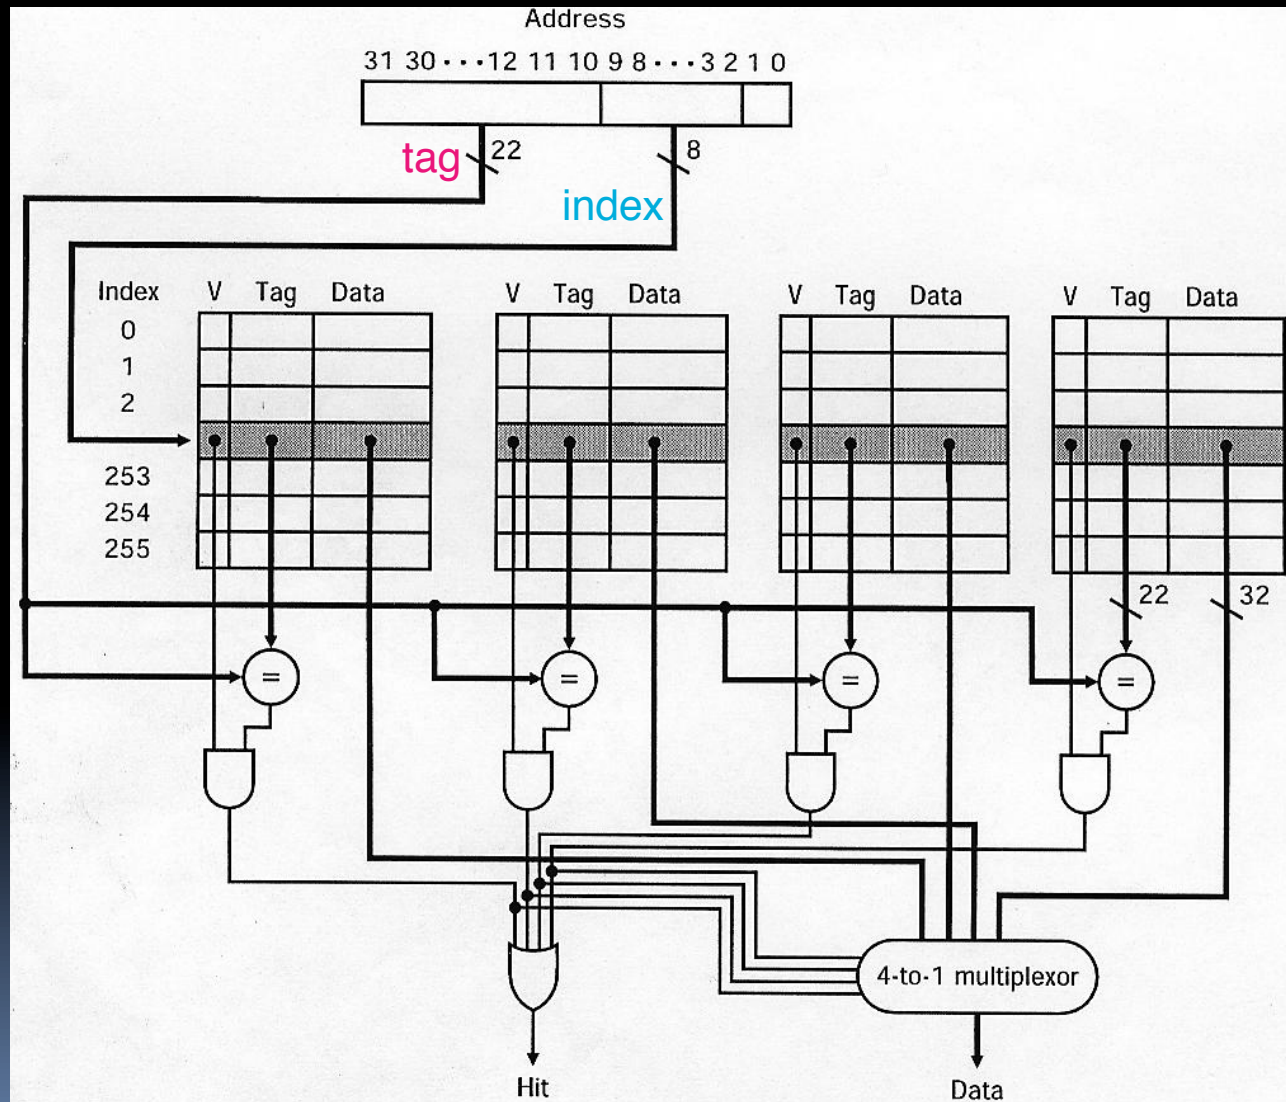 Address
31 30 ··· 12 11 10 9 8 ··· 3 2 1 0
tag 22 8
index
Index V Tag Data V Tag Data V Tag Data V Tag Data
0
1
2
253
254
255
22 32
= = = =
4-to-1 multiplexor
Hit Data